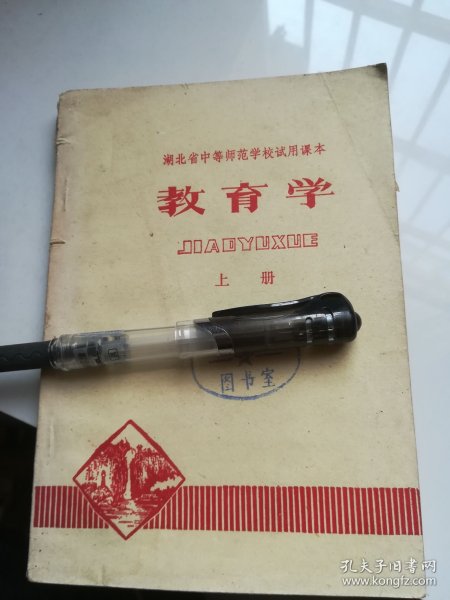 湖北省中等师范学校试用课本
教育学
JIAOYUXUE
上册
图书室
孔夫子旧书网
www.kongfz.com